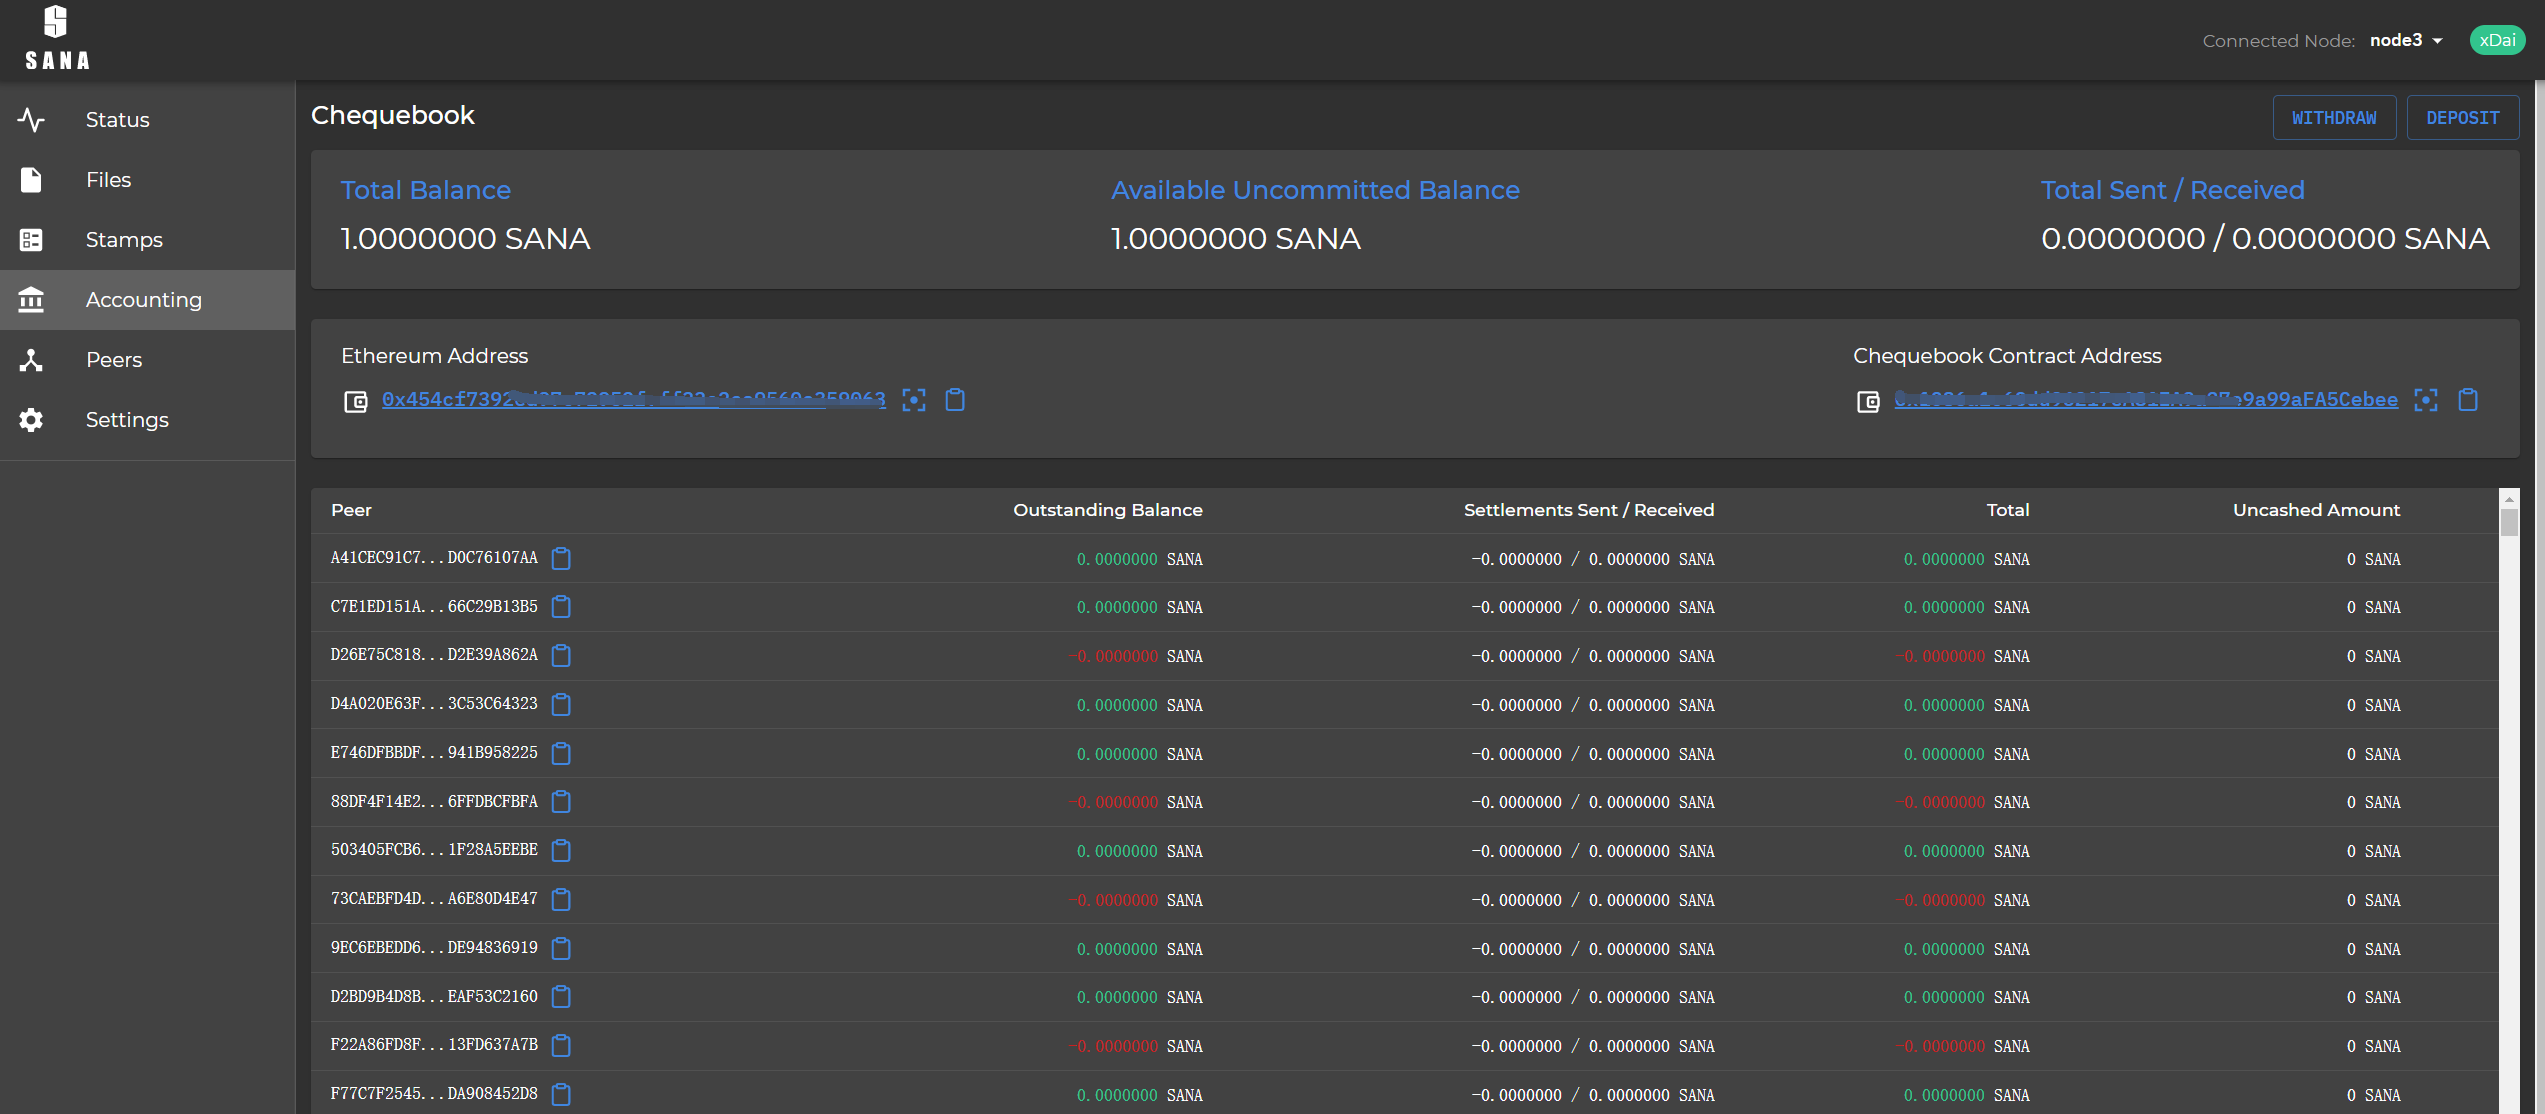 SANA
Connected Node: node3 xDai
Status
Files
Stamps
Accounting
Peers
Settings
Chequebook
WITHDRAW DEPOSIT
Total Balance Available Uncommitted Balance Total Sent / Received
1.0000000 SANA 1.0000000 SANA 0.0000000 / 0.0000000 SANA
Ethereum Address Chequebook Contract Address
Peer Outstanding Balance Settlements Sent / Received Total Uncashed Amount
A41CEC91C7...D0C76107AA 0.0000000 SANA -0.0000000 / 0.0000000 SANA 0.0000000 SANA 0 SANA
C7E1ED151A...66C29B13B5 0.0000000 SANA -0.0000000 / 0.0000000 SANA 0.0000000 SANA 0 SANA
D26E75C818...D2E39A862A -0.0000000 SANA -0.0000000 / 0.0000000 SANA -0.0000000 SANA 0 SANA
D4A020E63F...3C53C64323 0.0000000 SANA -0.0000000 / 0.0000000 SANA 0.0000000 SANA 0 SANA
E746DFBBDF...941B958225 0.0000000 SANA -0.0000000 / 0.0000000 SANA 0.0000000 SANA 0 SANA
88DF4F14E2...6FFDBCFBFA -0.0000000 SANA -0.0000000 / 0.0000000 SANA -0.0000000 SANA 0 SANA
503405FCB6...1F28A5EEBE 0.0000000 SANA -0.0000000 / 0.0000000 SANA 0.0000000 SANA 0 SANA
73CAEBFD4D...A6E80D4E47 -0.0000000 SANA -0.0000000 / 0.0000000 SANA -0.0000000 SANA 0 SANA
9EC6EBEDD6...DE94836919 0.0000000 SANA -0.0000000 / 0.0000000 SANA 0.0000000 SANA 0 SANA
D2BD9B4D8B...EAF53C2160 0.0000000 SANA -0.0000000 / 0.0000000 SANA 0.0000000 SANA 0 SANA
F22A86FD8F...13FD637A7B -0.0000000 SANA -0.0000000 / 0.0000000 SANA -0.0000000 SANA 0 SANA
F77C7F2545...DA908452D8 0.0000000 SANA -0.0000000 / 0.0000000 SANA 0.0000000 SANA 0 SANA